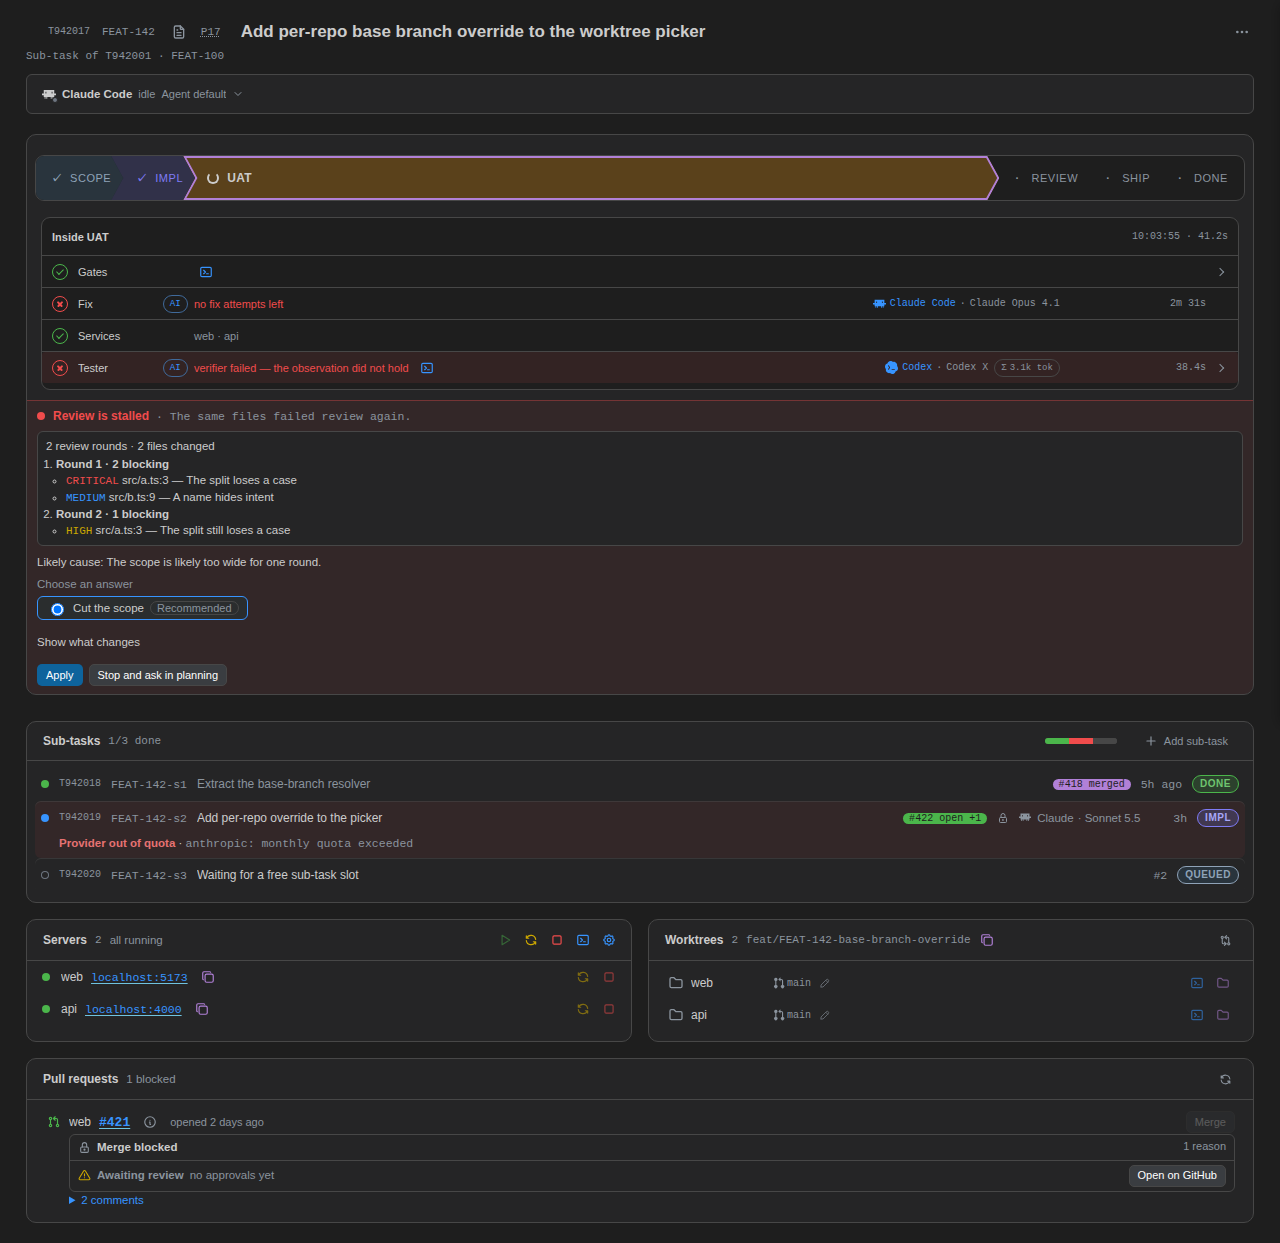 T942017 FEAT-142 P17 Add per-repo base branch override to the worktree picker
Sub-task of T942001 · FEAT-100
Claude Code idle Agent default
SCOPE IMPL UAT · REVIEW · SHIP · DONE
Inside UAT 10:03:55 · 41.2s
Gates
Fix AI no fix attempts left Claude Code · Claude Opus 4.1 2m 31s
Services web · api
Tester AI verifier failed — the observation did not hold Codex · Codex X Σ 3.1k tok 38.4s
Review is stalled · The same files failed review again.
2 review rounds · 2 files changed
1. Round 1 · 2 blocking
CRITICAL src/a.ts:3 — The split loses a case
MEDIUM src/b.ts:9 — A name hides intent
2. Round 2 · 1 blocking
HIGH src/a.ts:3 — The split still loses a case
Likely cause: The scope is likely too wide for one round.
Choose an answer
Cut the scope Recommended
Show what changes
Apply Stop and ask in planning
Sub-tasks 1/3 done Add sub-task
T942018 FEAT-142-s1 Extract the base-branch resolver #418 merged 5h ago DONE
T942019 FEAT-142-s2 Add per-repo override to the picker #422 open +1 Claude · Sonnet 5.5 3h IMPL
Provider out of quota · anthropic: monthly quota exceeded
T942020 FEAT-142-s3 Waiting for a free sub-task slot #2 QUEUED
Servers 2 all running
web localhost:5173
api localhost:4000
Worktrees 2 feat/FEAT-142-base-branch-override
web main
api main
Pull requests 1 blocked
web #421 opened 2 days ago Merge
Merge blocked 1 reason
Awaiting review no approvals yet Open on GitHub
2 comments